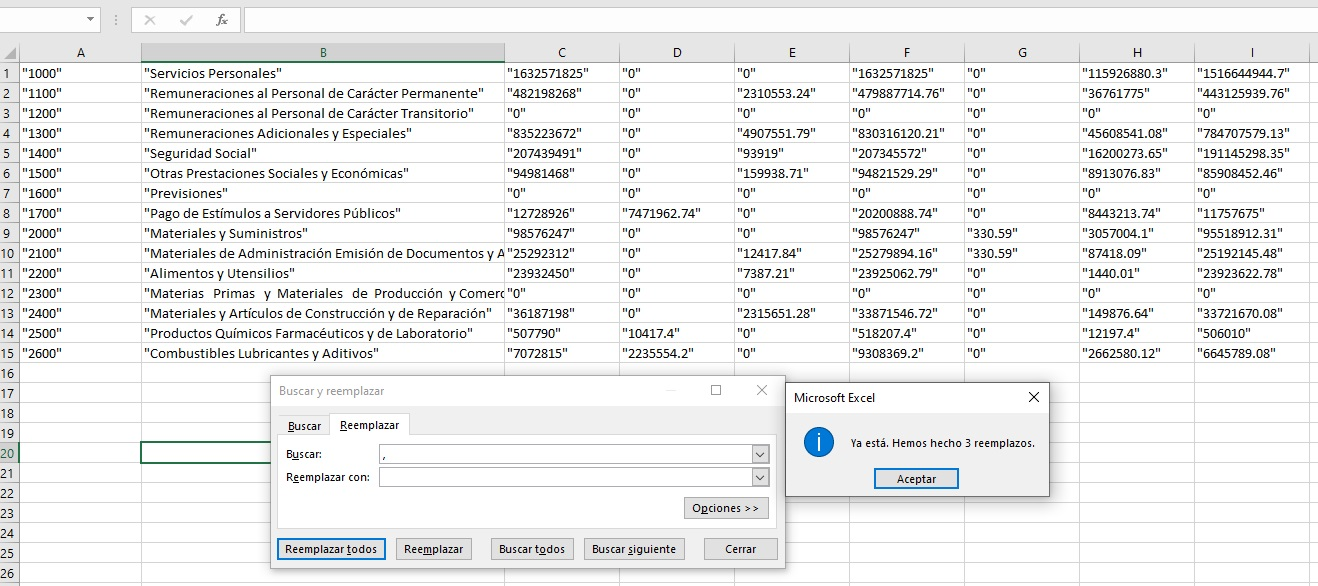 fx
A B C D E F G H I
1 "1000" "Servicios Personales" "1632571825" "0" "0" "1632571825" "0" "115926880.3" "1516644944.7"
2 "1100" "Remuneraciones al Personal de Carácter Permanente" "482198268" "0" "2310553.24" "479887714.76" "0" "36761775" "443125939.76"
3 "1200" "Remuneraciones al Personal de Carácter Transitorio" "0" "0" "0" "0" "0" "0" "0"
4 "1300" "Remuneraciones Adicionales y Especiales" "835223672" "0" "4907551.79" "830316120.21" "0" "45608541.08" "784707579.13"
5 "1400" "Seguridad Social" "207439491" "0" "93919" "207345572" "0" "16200273.65" "191145298.35"
6 "1500" "Otras Prestaciones Sociales y Económicas" "94981468" "0" "159938.71" "94821529.29" "0" "8913076.83" "85908452.46"
7 "1600" "Previsiones" "0" "0" "0" "0" "0" "0" "0"
8 "1700" "Pago de Estímulos a Servidores Públicos" "12728926" "7471962.74" "0" "20200888.74" "0" "8443213.74" "11757675"
9 "2000" "Materiales y Suministros" "98576247" "0" "0" "98576247" "330.59" "3057004.1" "95518912.31"
10 "2100" "Materiales de Administración Emisión de Documentos y A "25292312" "0" "12417.84" "25279894.16" "330.59" "87418.09" "25192145.48"
11 "2200" "Alimentos y Utensilios" "23932450" "0" "7387.21" "23925062.79" "0" "1440.01" "23923622.78"
12 "2300" "Materias Primas y Materiales de Producción y Comerc "0" "0" "0" "0" "0" "0" "0"
13 "2400" "Materiales y Artículos de Construcción y de Reparación" "36187198" "0" "2315651.28" "33871546.72" "0" "149876.64" "33721670.08"
14 "2500" "Productos Químicos Farmacéuticos y de Laboratorio" "507790" "10417.4" "0" "518207.4" "0" "12197.4" "506010"
15 "2600" "Combustibles Lubricantes y Aditivos" "7072815" "2235554.2" "0" "9308369.2" "0" "2662580.12" "6645789.08"
16
17
18
19
20
21
22
23
24
25
26
Buscar y reemplazar
Buscar Reemplazar
Buscar: ,
Reemplazar con:
Opciones >>
Reemplazar todos Reemplazar Buscar todos Buscar siguiente Cerrar
Microsoft Excel
Ya está. Hemos hecho 3 reemplazos.
Aceptar